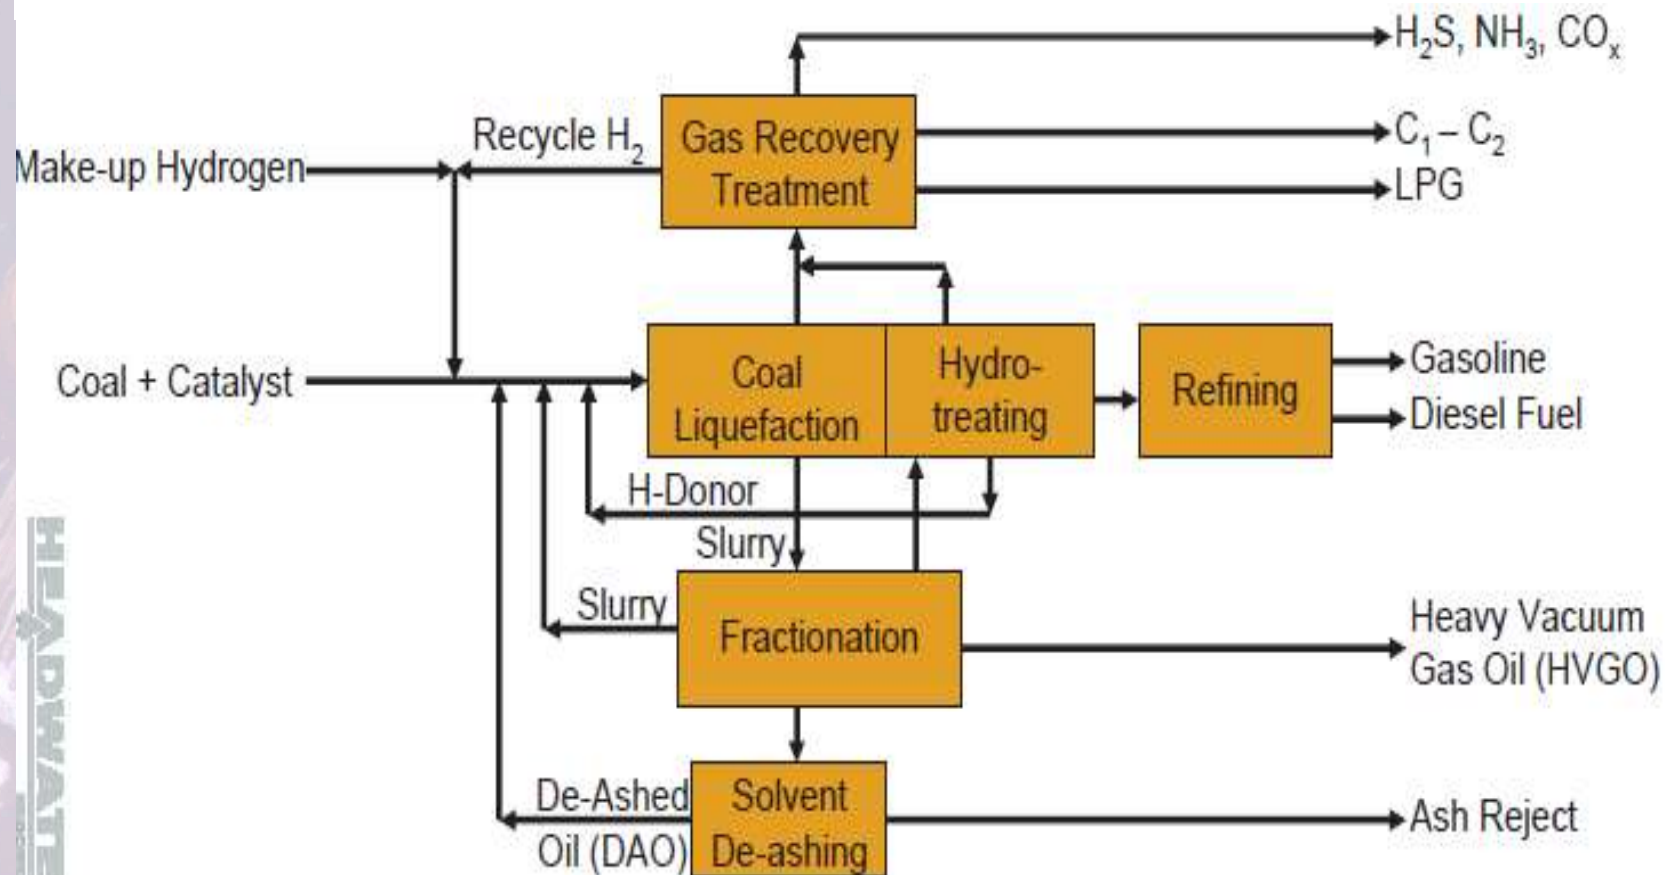 H₂S, NH₃, COₓ
Recycle H₂
Gas Recovery
Treatment
C₁ – C₂
Make-up Hydrogen
LPG
Coal + Catalyst
Coal
Liquefaction
Hydro-
treating
Refining
Gasoline
Diesel Fuel
H-Donor
Slurry
Slurry
Fractionation
Heavy Vacuum
Gas Oil (HVGO)
De-Ashed
Oil (DAO)
Solvent
De-ashing
Ash Reject